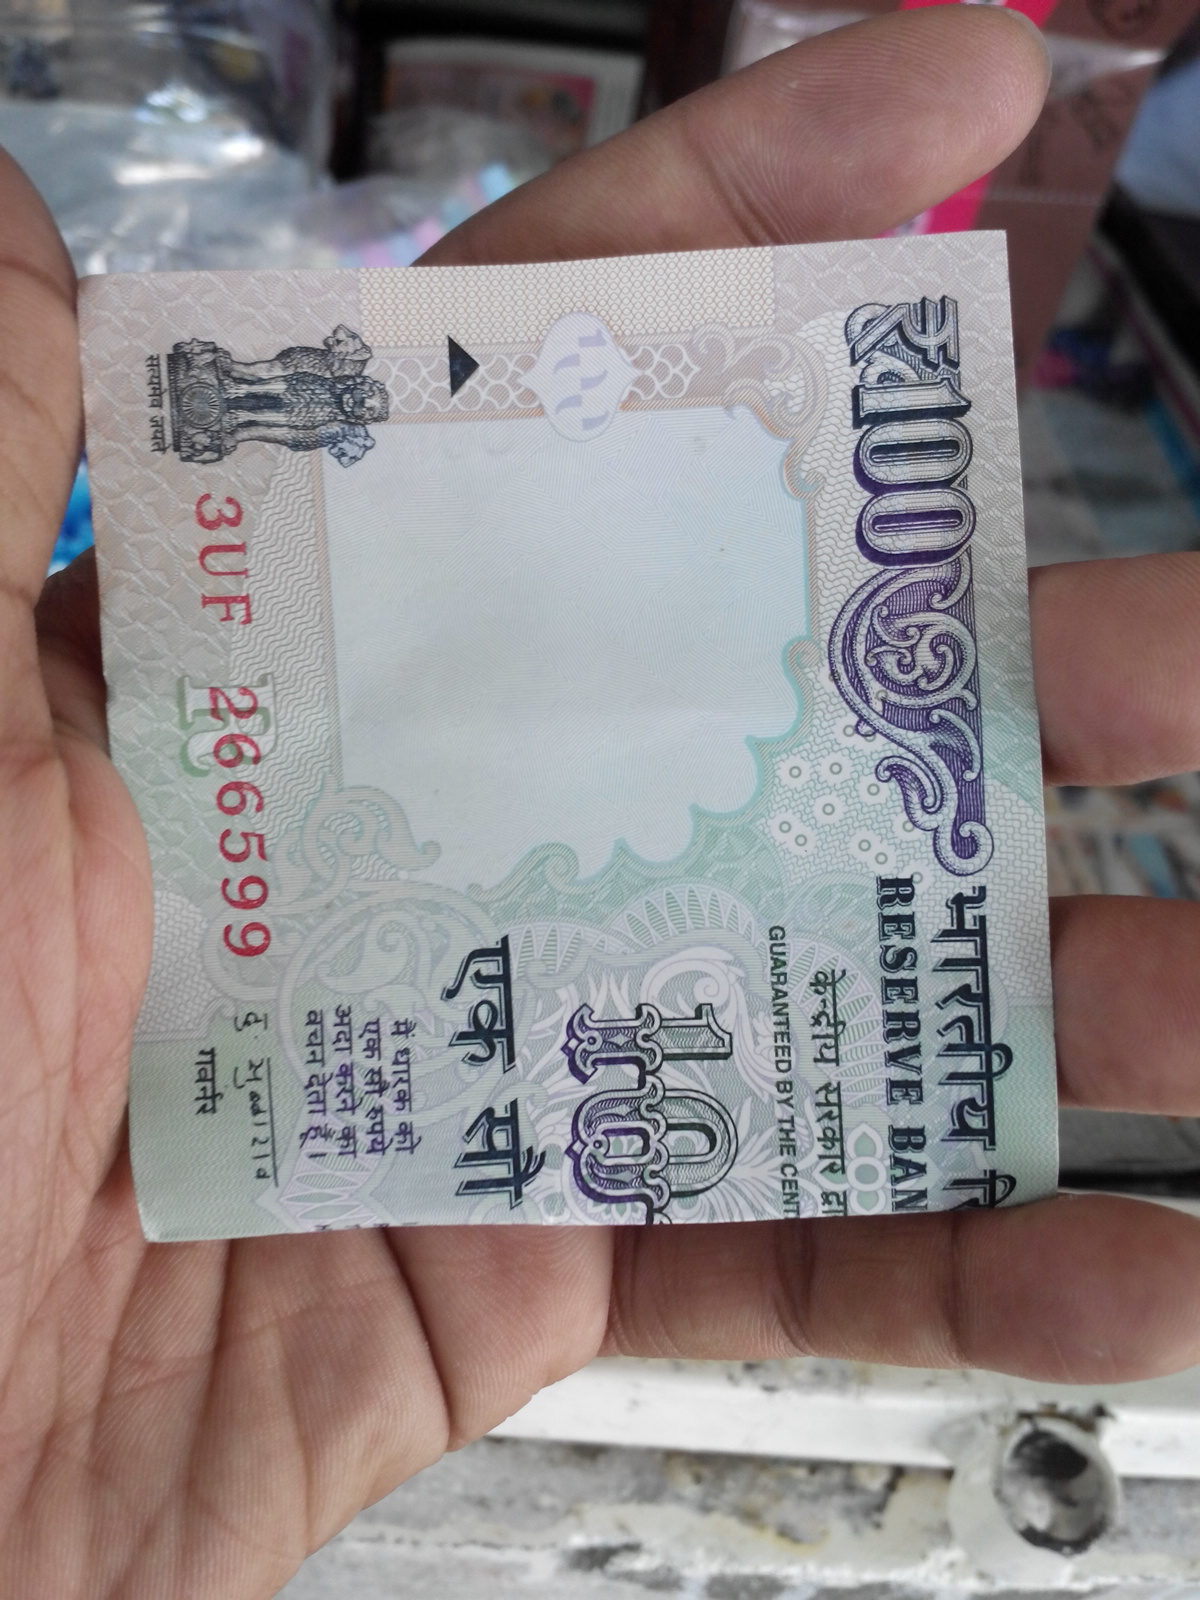 ₹100
भारतीय रि
RESERVE BAN
केन्द्रीय सरकार द्वा
GUARANTEED BY THE CENT
100
एक सौ
मैं धारक को
एक सौ रुपये
अदा करने का
वचन देता हूँ।
गवर्नर
सत्यमेव जयते
R
3UF 266599